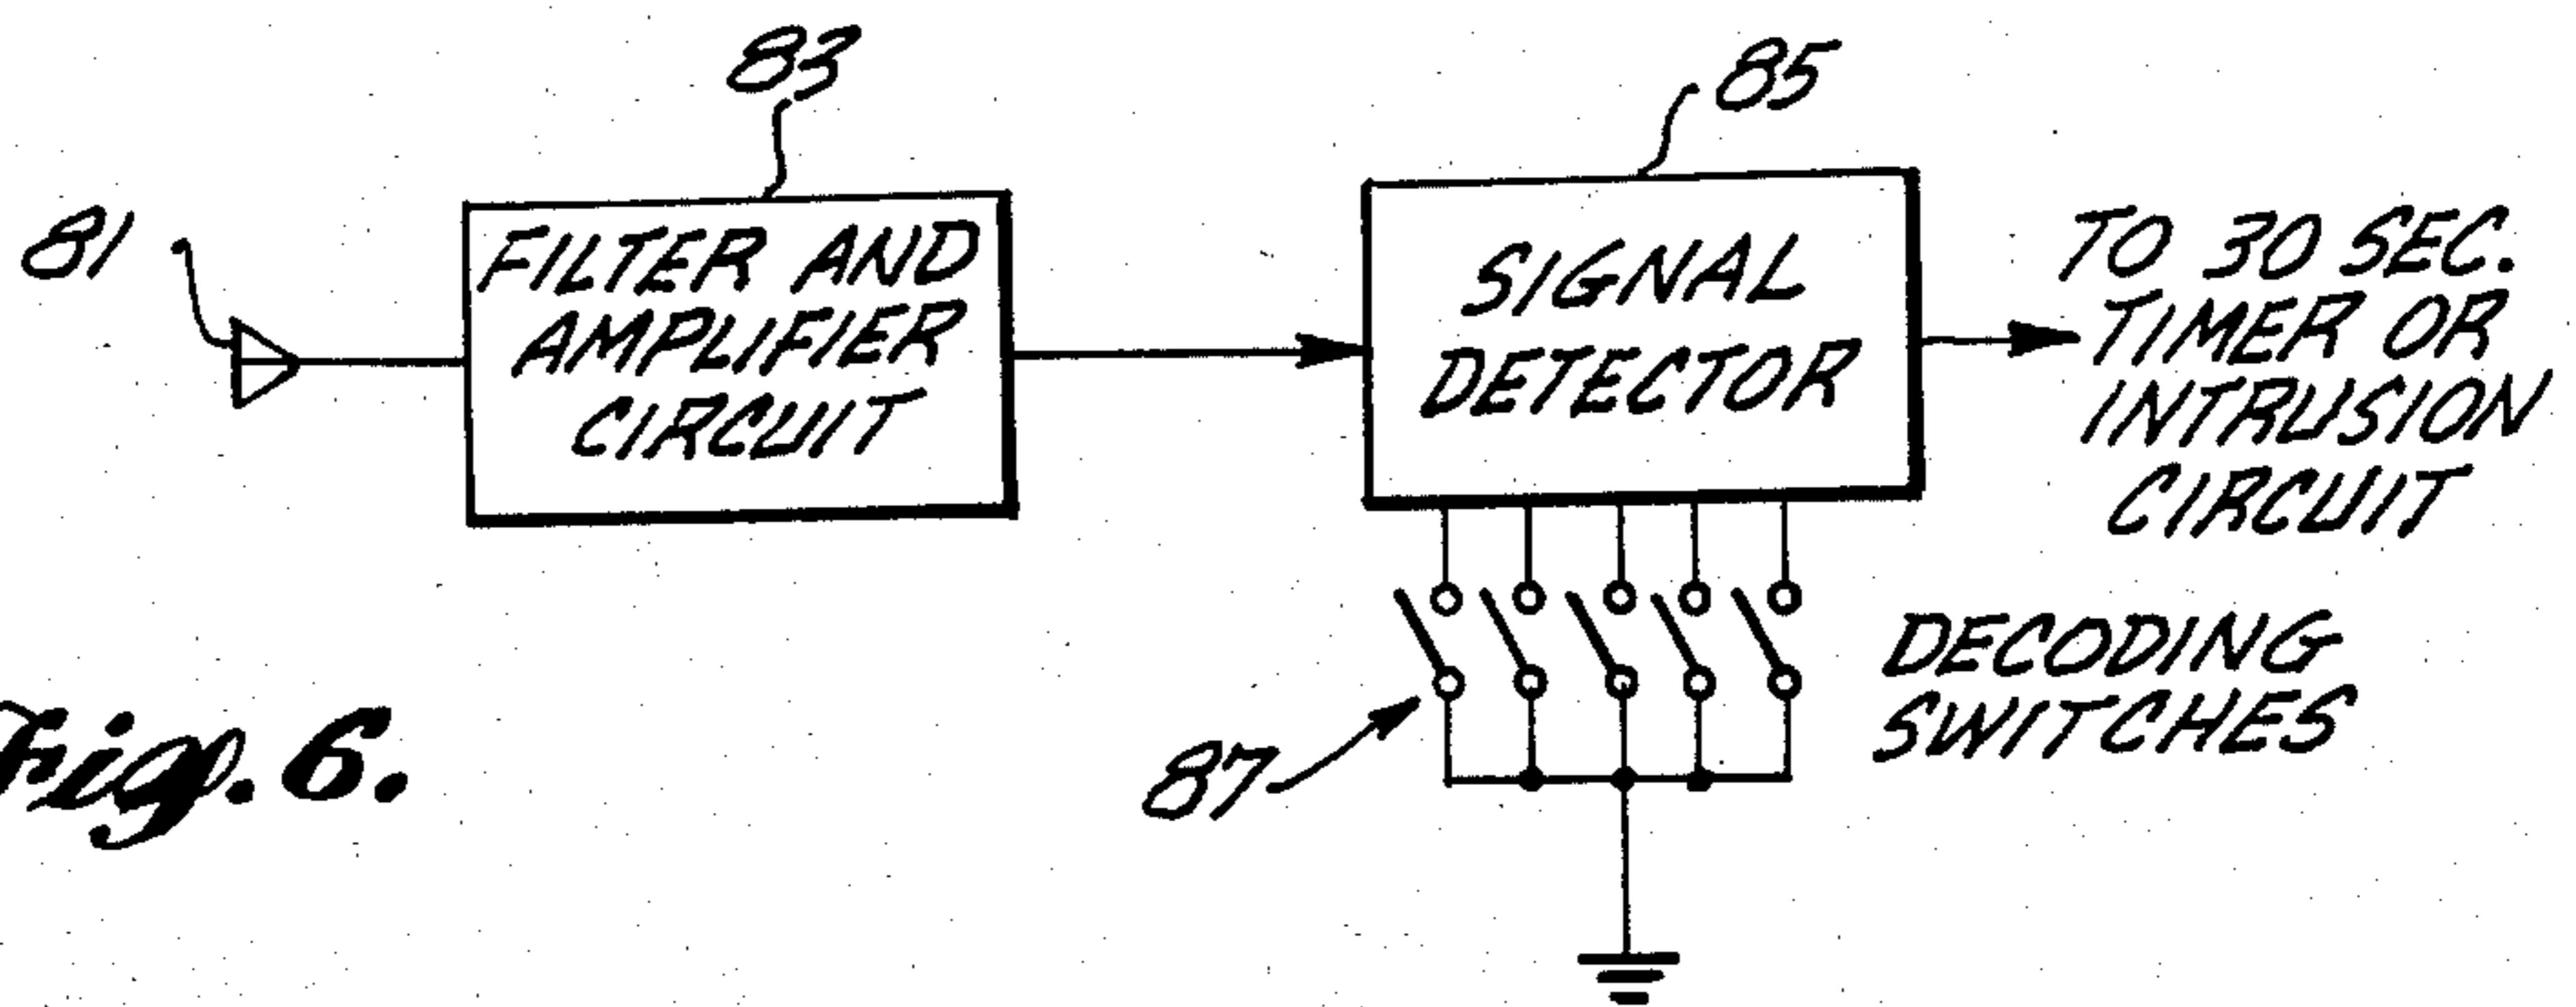 83
85
81
FILTER AND
AMPLIFIER
CIRCUIT
SIGNAL
DETECTOR
TO 30 SEC.
TIMER OR
INTRUSION
CIRCUIT
DECODING
SWITCHES
87
Fig. 6.